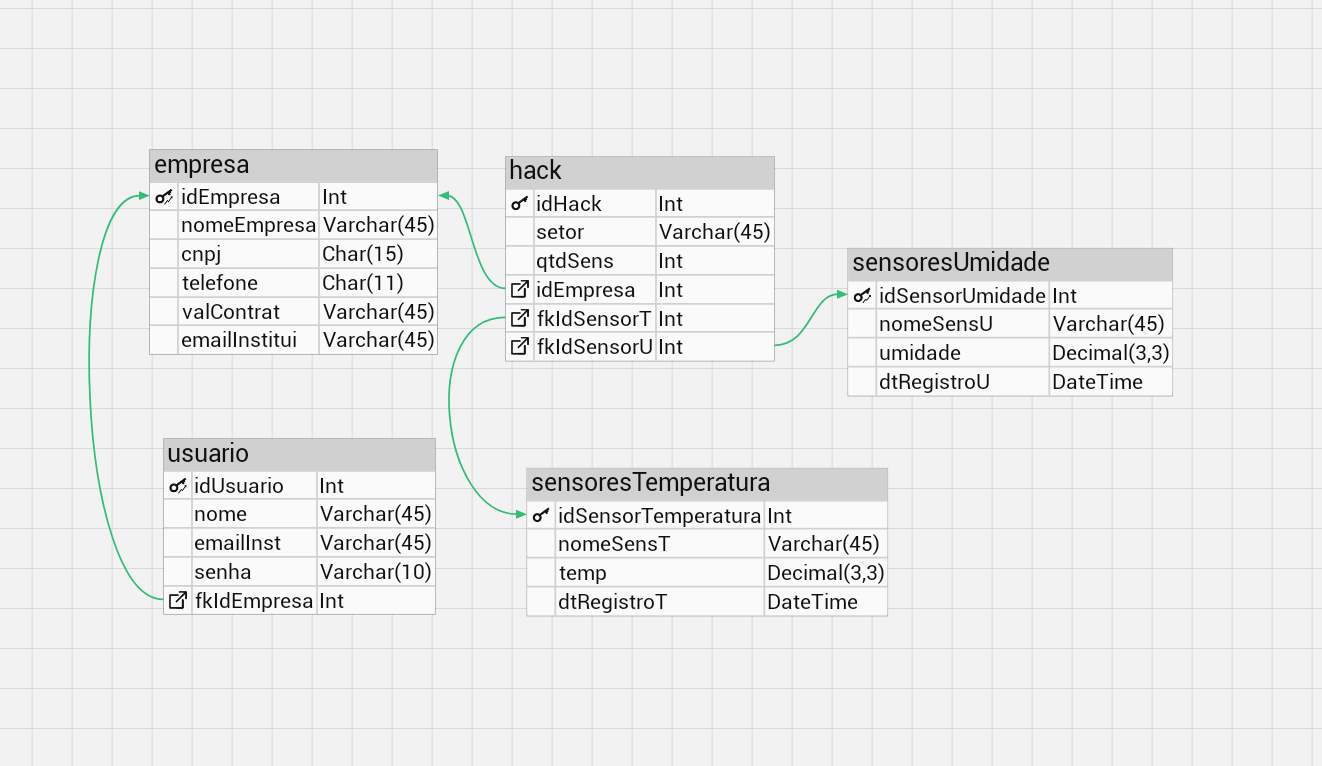 empresa
idEmpresa Int
nomeEmpresa Varchar(45)
cnpj Char(15)
telefone Char(11)
valContrat Varchar(45)
emailInstitui Varchar(45)
hack
idHack Int
setor Varchar(45)
qtdSens Int
idEmpresa Int
fkIdSensorT Int
fkIdSensorU Int
sensoresUmidade
idSensorUmidade Int
nomeSensU Varchar(45)
umidade Decimal(3,3)
dtRegistroU DateTime
usuario
idUsuario Int
nome Varchar(45)
emailInst Varchar(45)
senha Varchar(10)
fkIdEmpresa Int
sensoresTemperatura
idSensorTemperatura Int
nomeSensT Varchar(45)
temp Decimal(3,3)
dtRegistroT DateTime